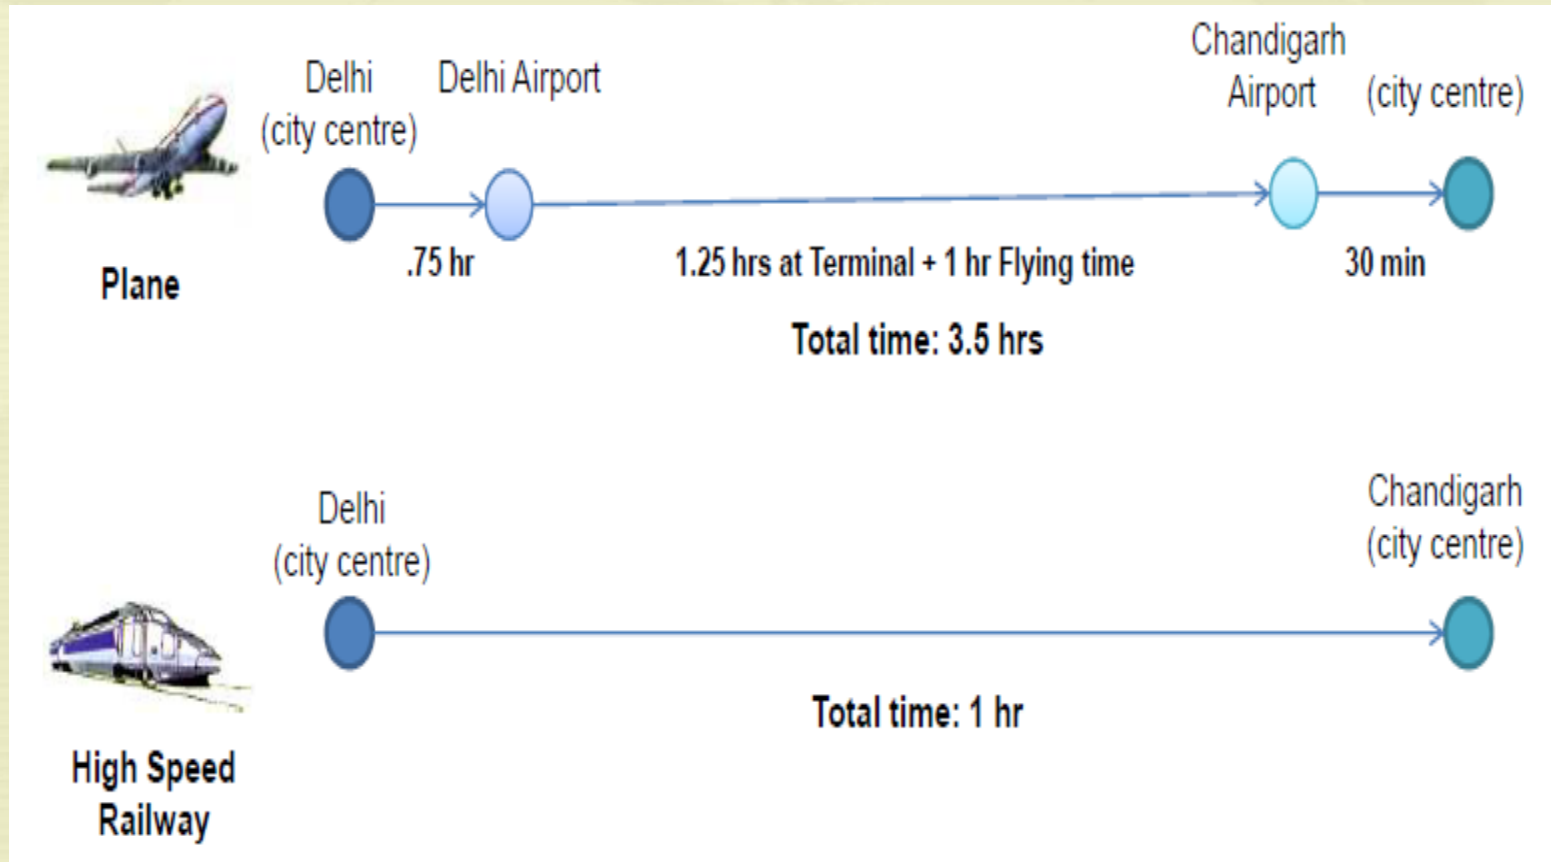 Delhi
(city centre)
Delhi Airport
Chandigarh
Airport
(city centre)
Plane
.75 hr
1.25 hrs at Terminal + 1 hr Flying time
30 min
Total time: 3.5 hrs
Delhi
(city centre)
Chandigarh
(city centre)
Total time: 1 hr
High Speed
Railway